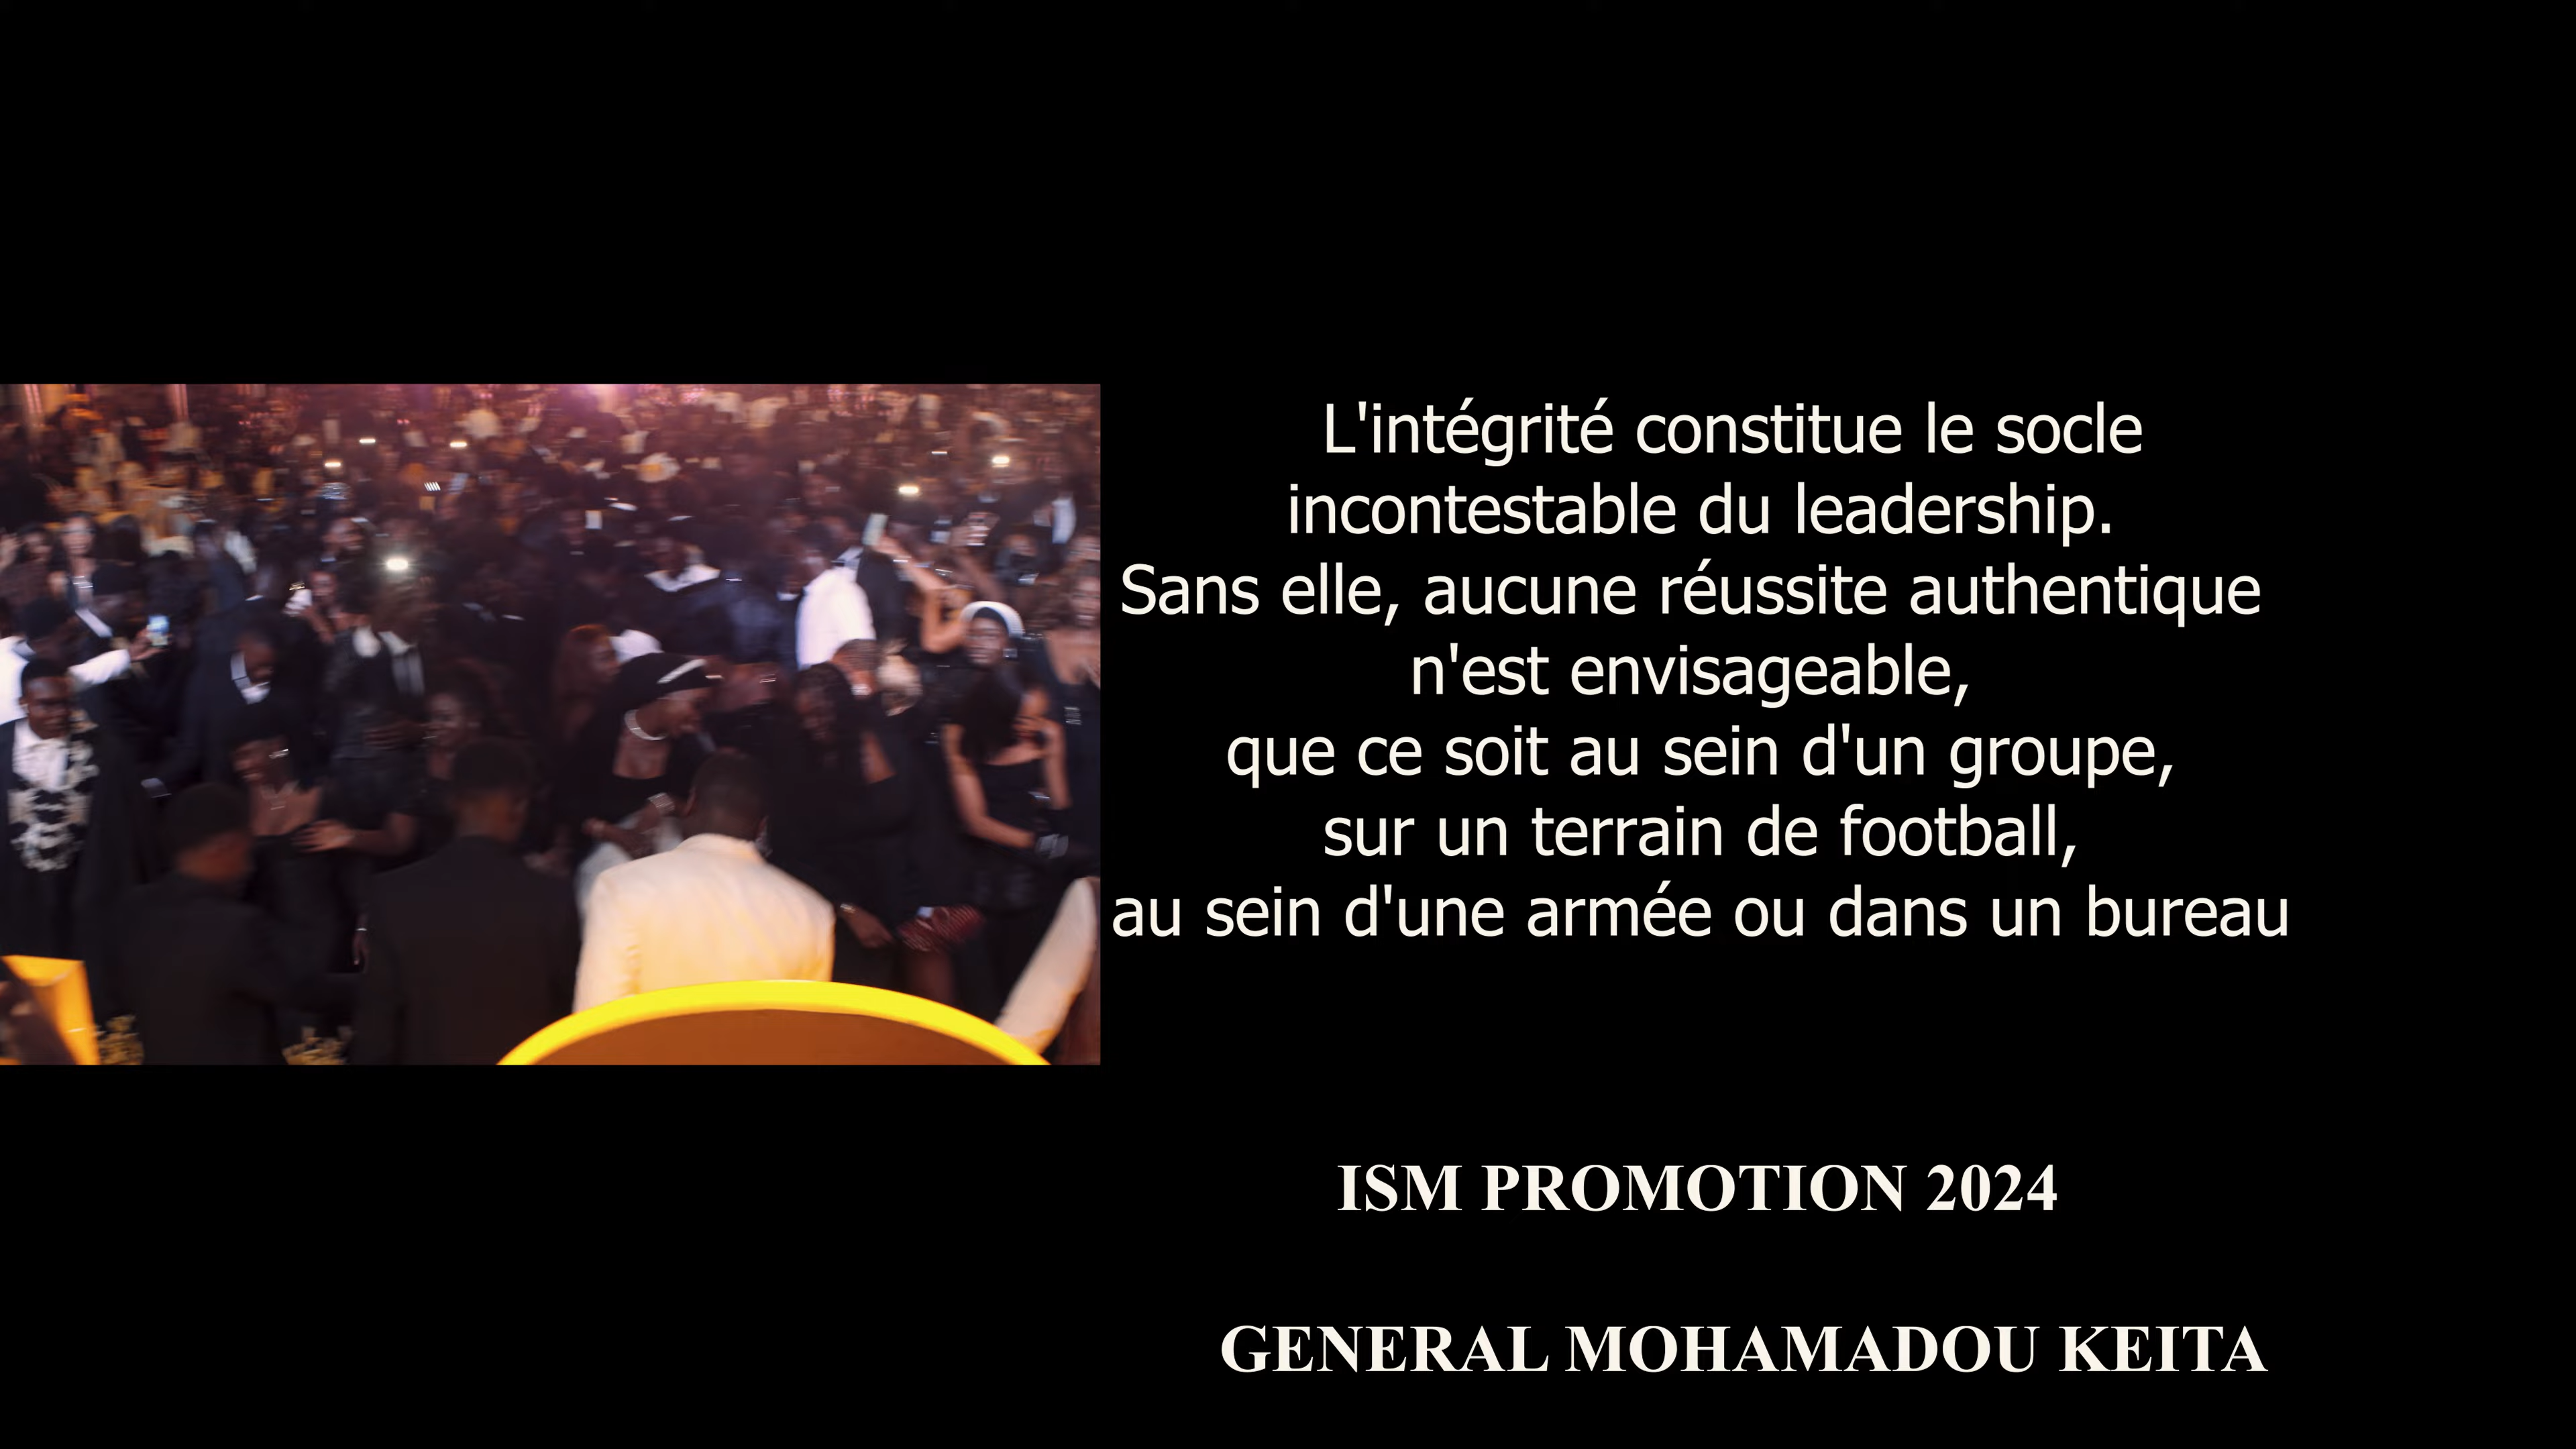 L'intégrité constitue le socle
incontestable du leadership.
Sans elle, aucune réussite authentique
n'est envisageable,
que ce soit au sein d'un groupe,
sur un terrain de football,
au sein d'une armée ou dans un bureau
ISM PROMOTION 2024
GENERAL MOHAMADOU KEITA